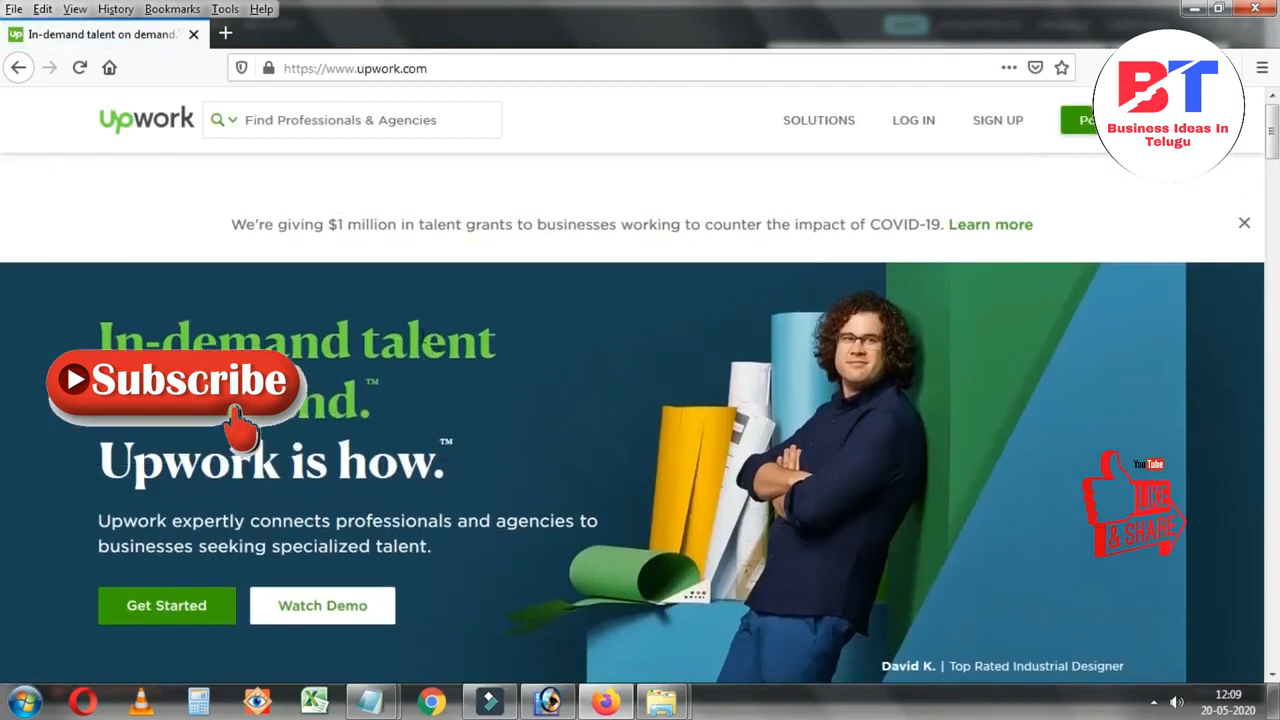 File Edit View History Bookmarks Tools Help
Up In-demand talent on demand.
https://www.upwork.com
BT
Business Ideas In
Telugu
Upwork
Find Professionals & Agencies
SOLUTIONS
LOG IN
SIGN UP
We're giving $1 million in talent grants to businesses working to counter the impact of COVID-19. Learn more
In-demand talent
Subscribe
Upwork is how.™
YouTube
LIKE
& SHARE
Upwork expertly connects professionals and agencies to
businesses seeking specialized talent.
Get Started
Watch Demo
David K. | Top Rated Industrial Designer
12:09
20-05-2020